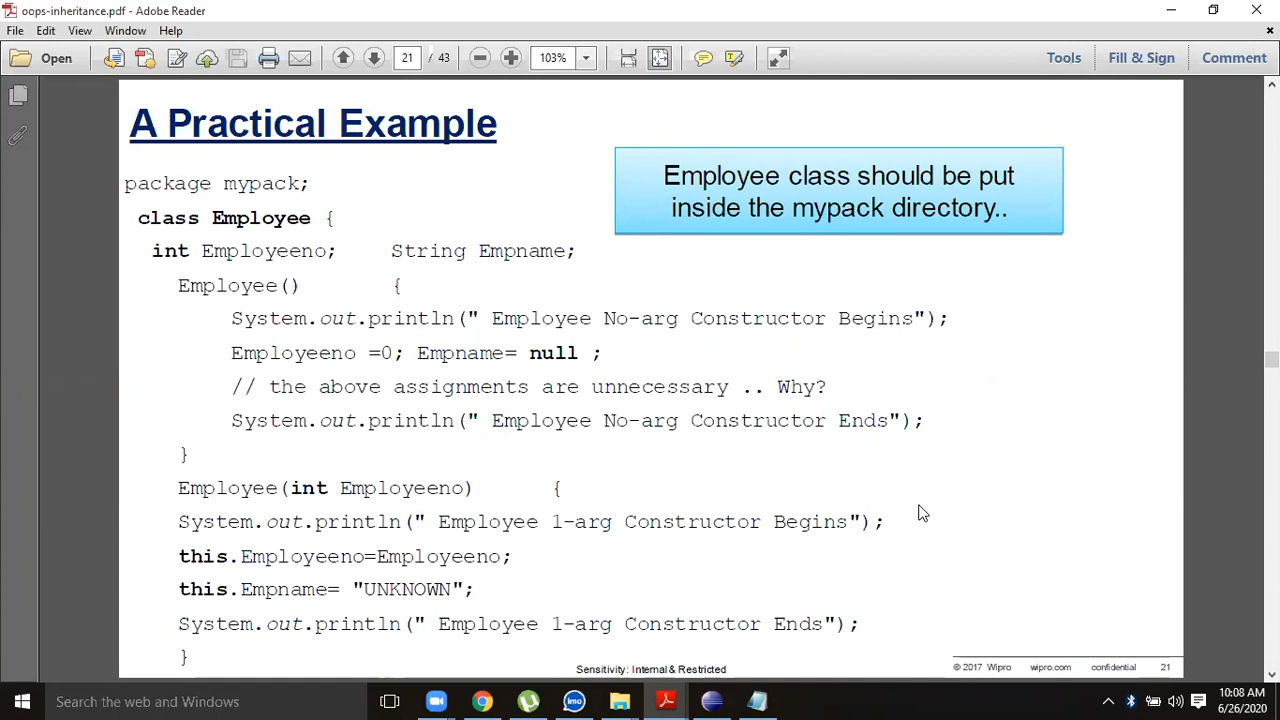 oops-inheritance.pdf - Adobe Reader
File Edit View Window Help
Open 21 / 43 103% Tools Fill & Sign Comment
A Practical Example
Employee class should be put
inside the mypack directory..
package mypack;
class Employee {
int Employeeno; String Empname;
Employee() {
System.out.println(" Employee No-arg Constructor Begins");
Employeeno =0; Empname= null ;
// the above assignments are unnecessary .. Why?
System.out.println(" Employee No-arg Constructor Ends");
}
Employee(int Employeeno) {
System.out.println(" Employee 1-arg Constructor Begins");
this.Employeeno=Employeeno;
this.Empname= "UNKNOWN";
System.out.println(" Employee 1-arg Constructor Ends");
}
Sensitivity: Internal & Restricted
© 2017 Wipro wipro.com confidential 21
Search the web and Windows
imo
10:08 AM
6/26/2020